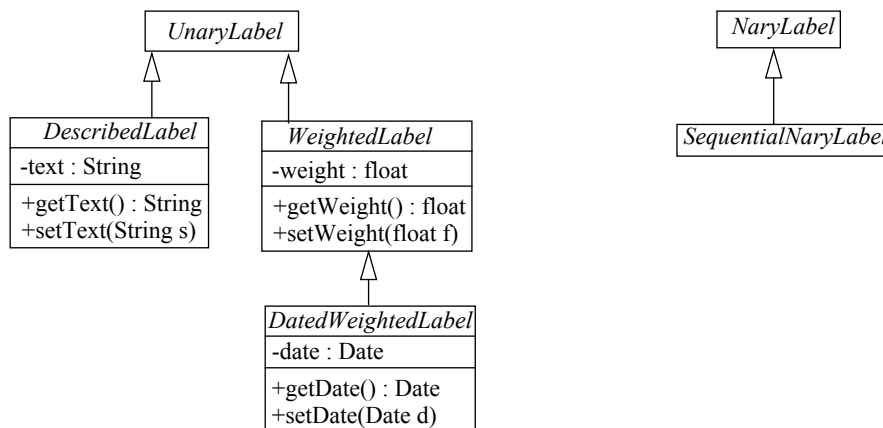 UnaryLabel
NaryLabel
DescribedLabel
-text : String
+getText() : String
+setText(String s)
WeightedLabel
-weight : float
+getWeight() : float
+setWeight(float f)
SequentialNaryLabel
DatedWeightedLabel
-date : Date
+getDate() : Date
+setDate(Date d)